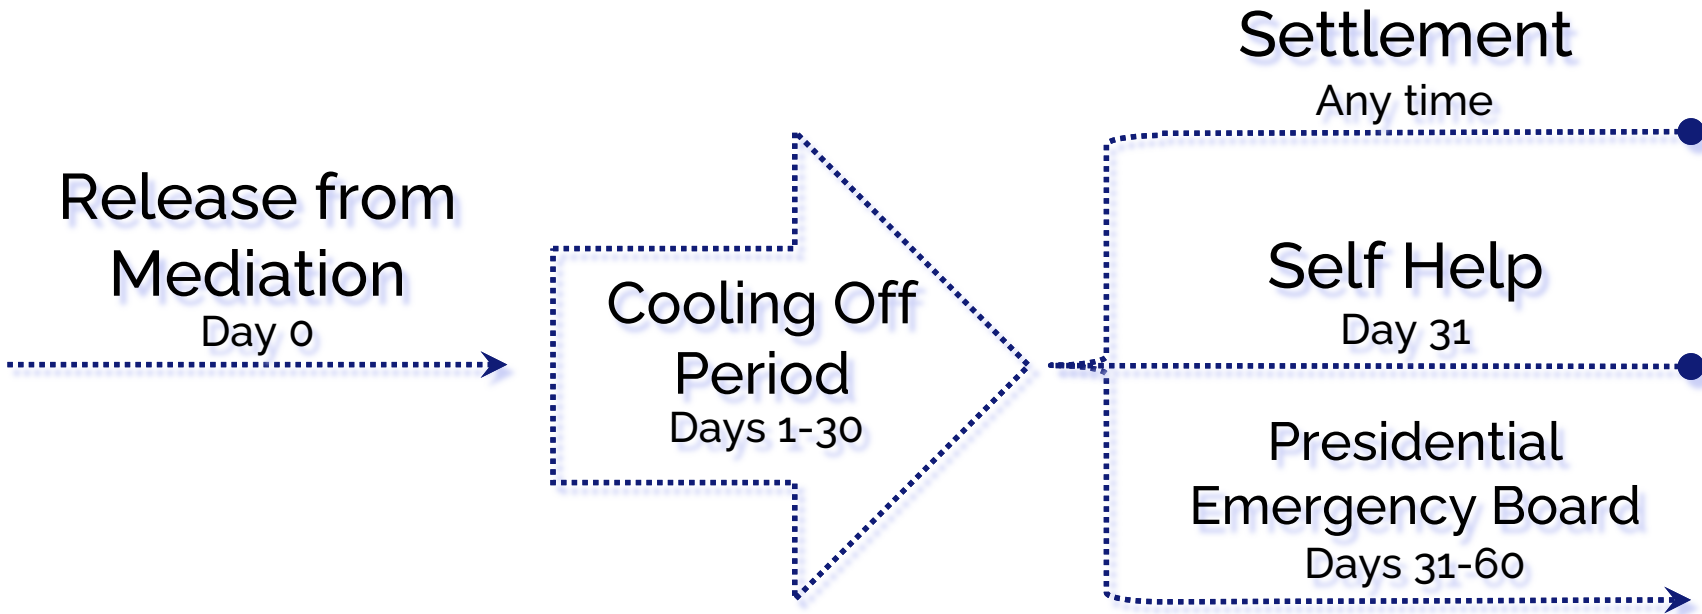 Release from
Mediation
Day 0
Cooling Off
Period
Days 1-30
Settlement
Any time
Self Help
Day 31
Presidential
Emergency Board
Days 31-60